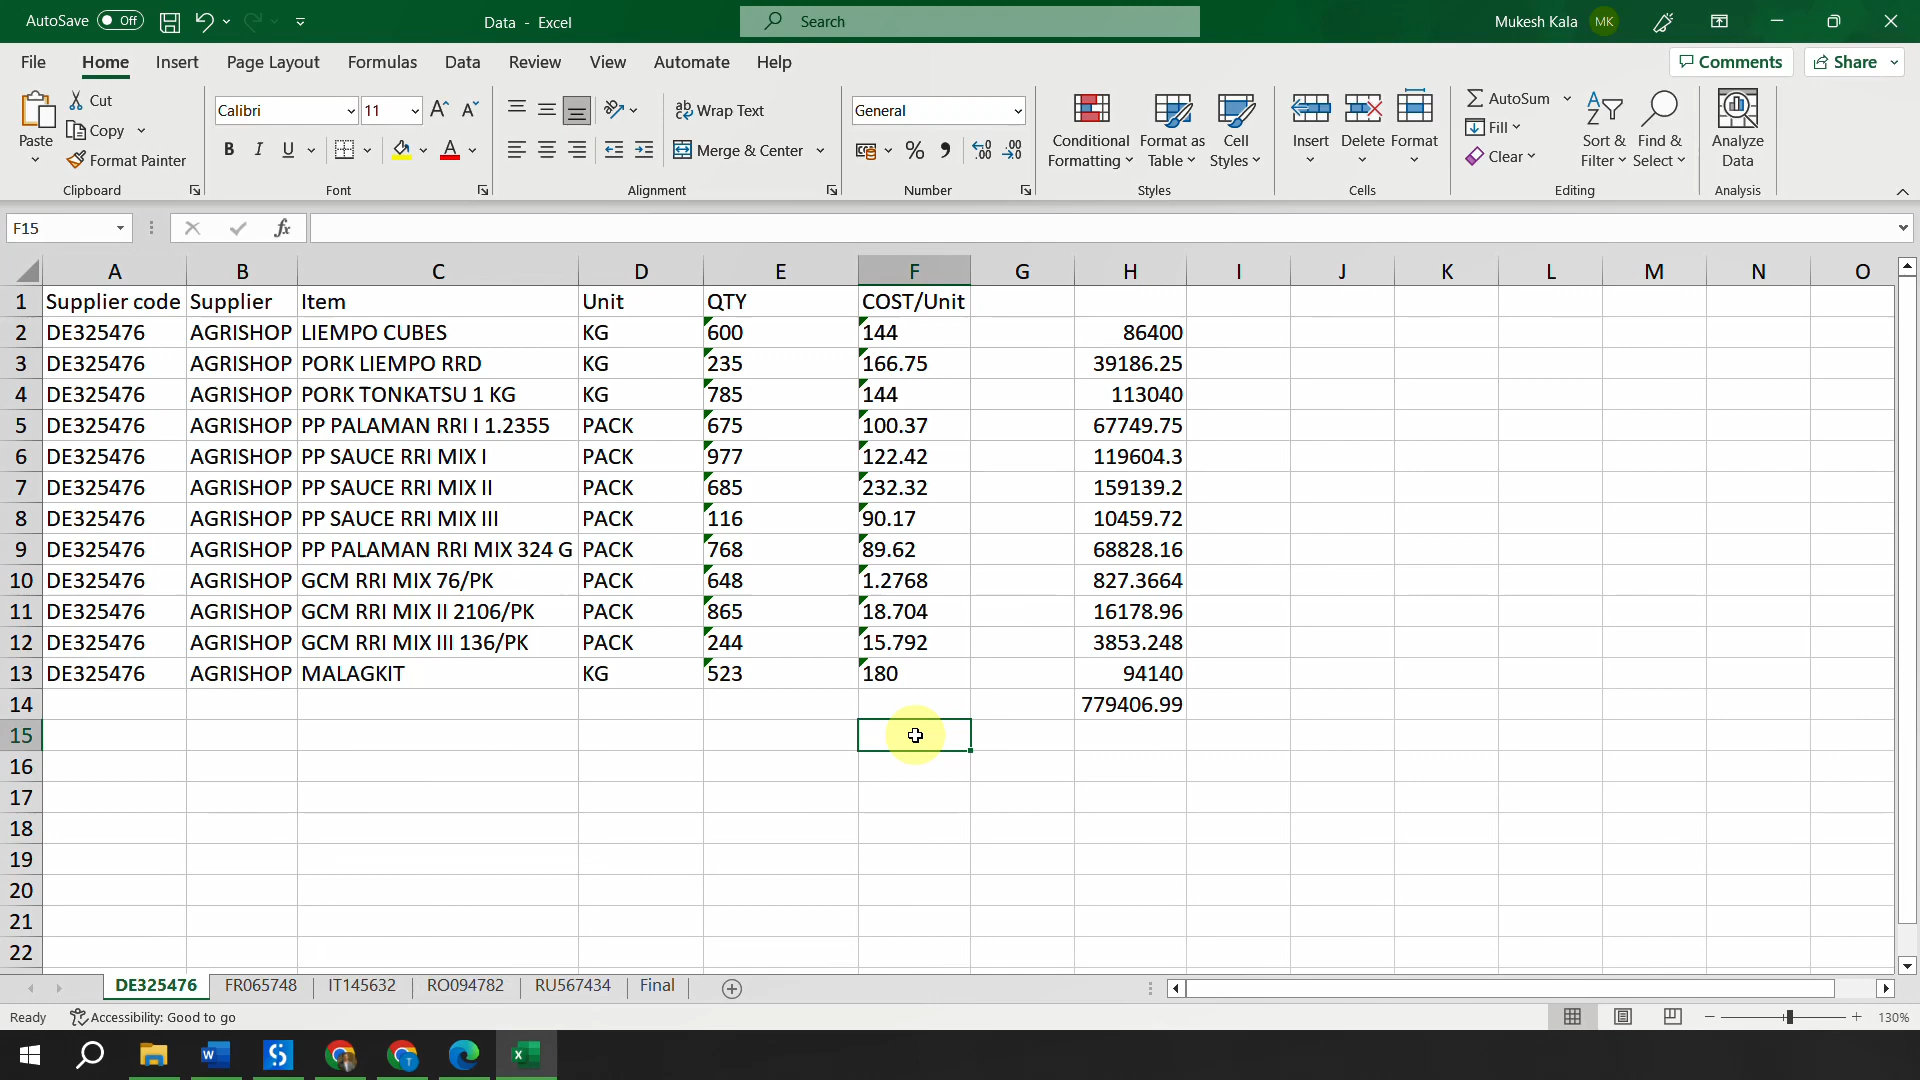 AutoSave Off Data - Excel Search Mukesh Kala MK
File Home Insert Page Layout Formulas Data Review View Automate Help Comments Share
Paste Cut Copy Format Painter Clipboard
Calibri 11 B I U A Font
Wrap Text Merge & Center Alignment
General % Number
Conditional Formatting Format as Table Cell Styles Styles
Insert Delete Format Cells
AutoSum Fill Clear Sort & Filter Find & Select Editing
Analyze Data Analysis
F15 fx
A B C D E F G H I J K L M N O
1 Supplier code Supplier Item Unit QTY COST/Unit
2 DE325476 AGRISHOP LIEMPO CUBES KG 600 144 86400
3 DE325476 AGRISHOP PORK LIEMPO RRD KG 235 166.75 39186.25
4 DE325476 AGRISHOP PORK TONKATSU 1 KG KG 785 144 113040
5 DE325476 AGRISHOP PP PALAMAN RRI I 1.2355 PACK 675 100.37 67749.75
6 DE325476 AGRISHOP PP SAUCE RRI MIX I PACK 977 122.42 119604.3
7 DE325476 AGRISHOP PP SAUCE RRI MIX II PACK 685 232.32 159139.2
8 DE325476 AGRISHOP PP SAUCE RRI MIX III PACK 116 90.17 10459.72
9 DE325476 AGRISHOP PP PALAMAN RRI MIX 324 G PACK 768 89.62 68828.16
10 DE325476 AGRISHOP GCM RRI MIX 76/PK PACK 648 1.2768 827.3664
11 DE325476 AGRISHOP GCM RRI MIX II 2106/PK PACK 865 18.704 16178.96
12 DE325476 AGRISHOP GCM RRI MIX III 136/PK PACK 244 15.792 3853.248
13 DE325476 AGRISHOP MALAGKIT KG 523 180 94140
14 779406.99
15
16
17
18
19
20
21
22
DE325476 FR065748 IT145632 RO094782 RU567434 Final
Ready Accessibility: Good to go 130%